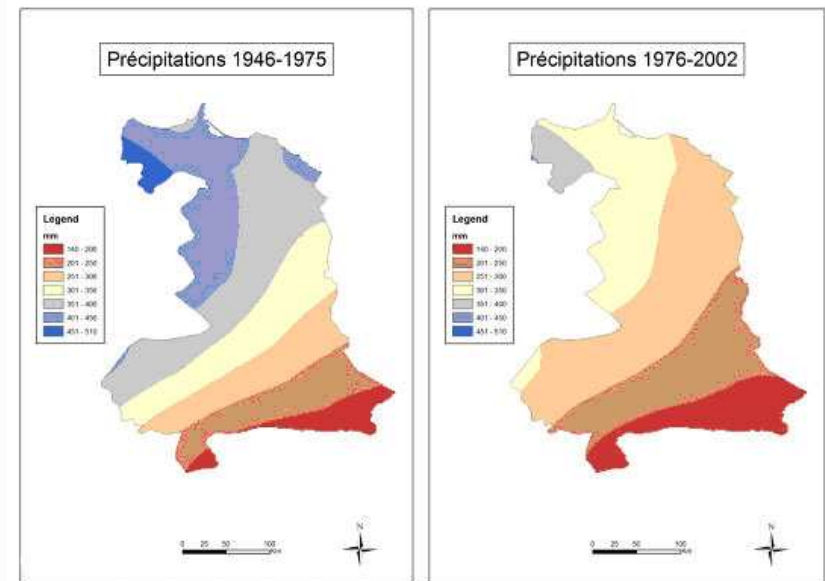 Précipitations 1946-1975
Legend
mm
140 - 200
201 - 250
251 - 300
301 - 350
351 - 400
401 - 450
451 - 510
0 25 50 100
N
Précipitations 1976-2002
Legend
mm
140 - 200
201 - 250
251 - 300
301 - 350
351 - 400
401 - 450
451 - 510
0 25 50 100
N